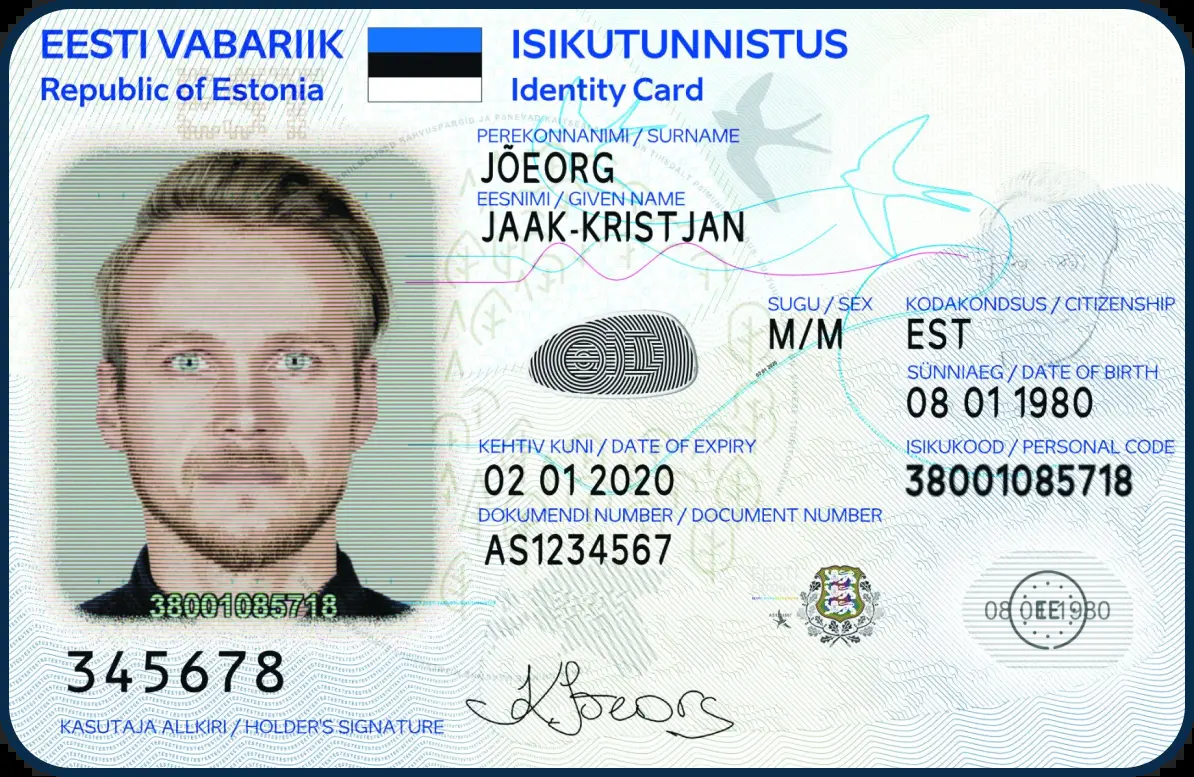 EESTI VABARIIK
Republic of Estonia
ISIKUTUNNISTUS
Identity Card
PEREKONNANIMI / SURNAME
JÕEORG
EESNIMI / GIVEN NAME
JAAK-KRISTJAN
SUGU / SEX
M/M
KODAKONDSUS / CITIZENSHIP
EST
SÜNNIAEG / DATE OF BIRTH
08 01 1980
KEHTIV KUNI / DATE OF EXPIRY
02 01 2020
ISIKUKOOD / PERSONAL CODE
38001085718
DOKUMENDI NUMBER / DOCUMENT NUMBER
AS1234567
38001085718
08 01 1980
EE
345678
KASUTAJA ALLKIRI / HOLDER'S SIGNATURE